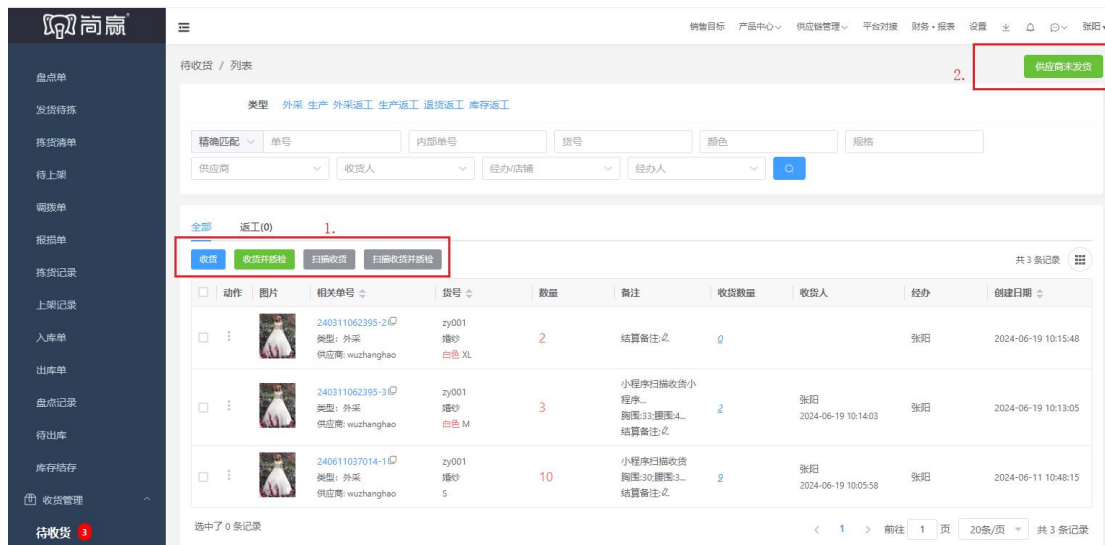 简赢
销售目标 产品中心 供应链管理 平台对接 财务·报表 设置 张阳
盘点单
发货待拣
拣货清单
待上架
调拨单
报损单
拣货记录
上架记录
入库单
出库单
盘点记录
待出库
库存结存
收货管理
待收货 3
待收货 / 列表
2.
供应商未发货
类型 外采 生产 外采返工 生产返工 退货返工 库存返工
精确匹配 单号 内部单号 货号 颜色 规格
供应商 收货人 经办/店铺 经办人
全部 返工(0) 1.
收货 收货并质检 扫描收货 扫描收货并质检 共 3 条记录
动作 图片 相关单号 货号 数量 备注 收货数量 收货人 经办 创建日期
240311062395-2
类型: 外采
供应商: wuzhanghao
zy001
婚纱
白色 XL
2
结算备注:
0
张阳
2024-06-19 10:15:48
240311062395-3
类型: 外采
供应商: wuzhanghao
zy001
婚纱
白色 M
3
小程序扫描收货小
程序...
胸围:33;腰围:4...
结算备注:
2
张阳
2024-06-19 10:14:03
张阳
2024-06-19 10:13:05
240611037014-1
类型: 外采
供应商: wuzhanghao
zy001
婚纱
S
10
小程序扫描收货
胸围:30;腰围:3...
结算备注:
9
张阳
2024-06-19 10:05:58
张阳
2024-06-11 10:48:15
选中了 0 条记录
1 前往 1 页 20条/页 共 3 条记录